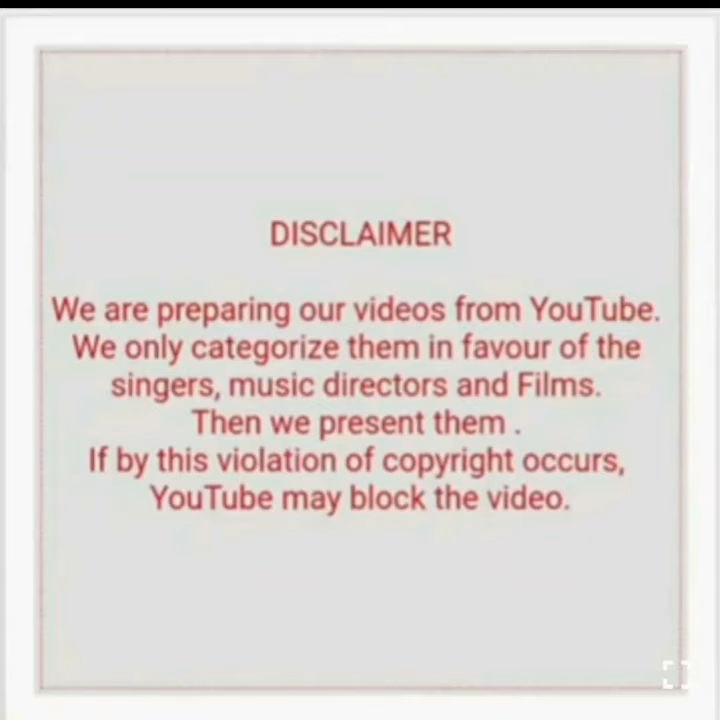 DISCLAIMER
We are preparing our videos from YouTube.
We only categorize them in favour of the
singers, music directors and Films.
Then we present them .
If by this violation of copyright occurs,
YouTube may block the video.